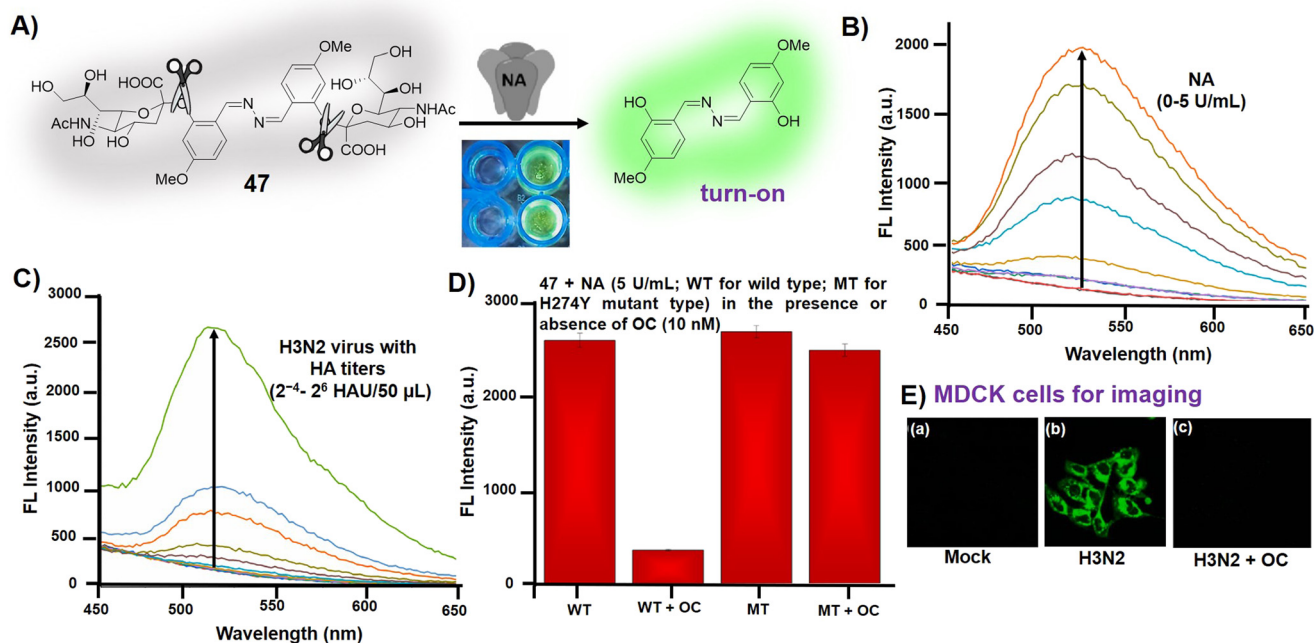 A)
OMe
OH
OH
OH
COOH
HO
HO
AcHN
HO
HO
N
N
MeO
HO
OH
NHAc
OH
COOH
47
NA
B2
OMe
HO
N
N
OH
MeO
turn-on
B)
FL Intensity (a.u.)
2000
1500
1000
500
0
NA
(0-5 U/mL)
450
500
550
600
650
Wavelength (nm)
C)
FL Intensity (a.u.)
3000
2500
2000
1500
1000
500
0
H3N2 virus with
HA titers
(2⁻⁴- 2⁶ HAU/50 µL)
450
500
550
600
650
Wavelength (nm)
D)
47 + NA (5 U/mL; WT for wild type; MT for
H274Y mutant type) in the presence or
absence of OC (10 nM)
FL Intensity (a.u.)
3000
2000
1000
0
WT
WT + OC
MT
MT + OC
E) MDCK cells for imaging
(a)
(b)
(c)
Mock
H3N2
H3N2 + OC